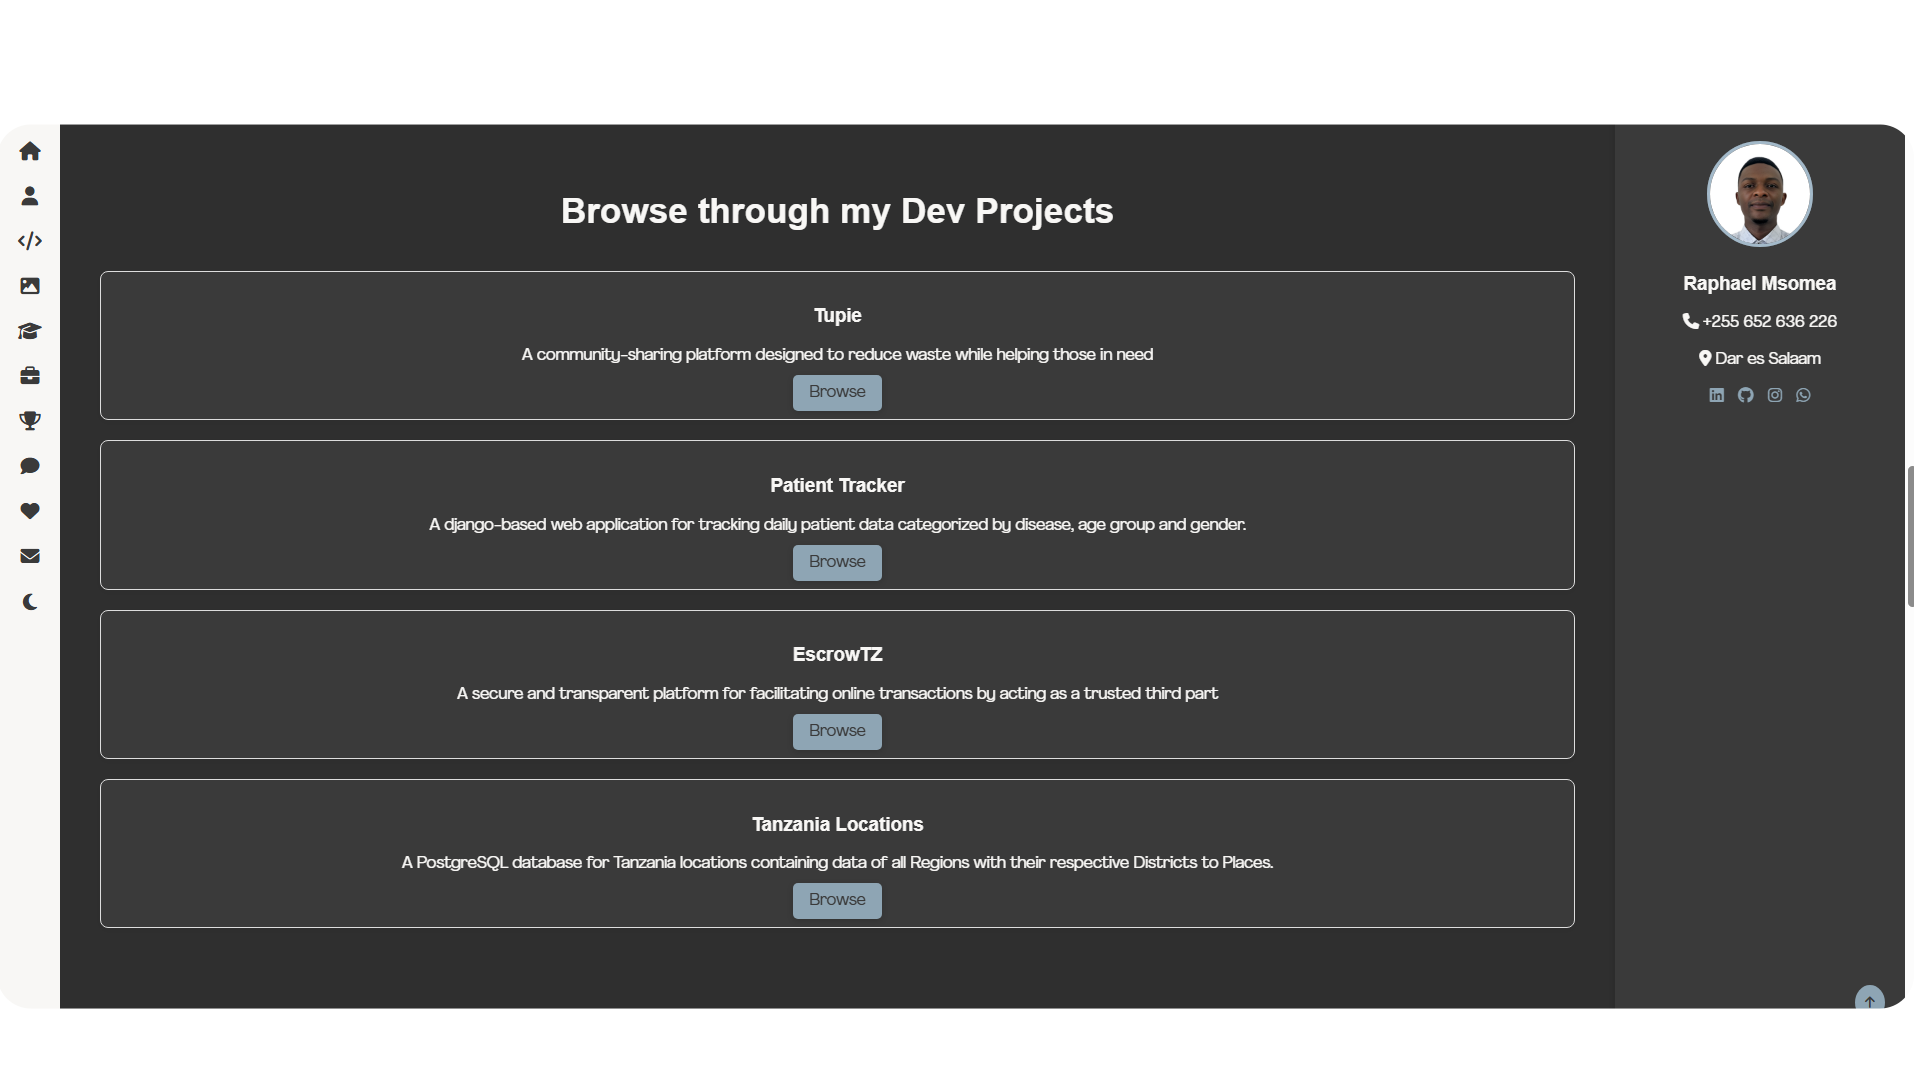 Browse through my Dev Projects
Tupie
A community-sharing platform designed to reduce waste while helping those in need
Browse
Patient Tracker
A django-based web application for tracking daily patient data categorized by disease, age group and gender.
Browse
EscrowTZ
A secure and transparent platform for facilitating online transactions by acting as a trusted third part
Browse
Tanzania Locations
A PostgreSQL database for Tanzania locations containing data of all Regions with their respective Districts to Places.
Browse
Raphael Msomea
+255 652 636 226
Dar es Salaam